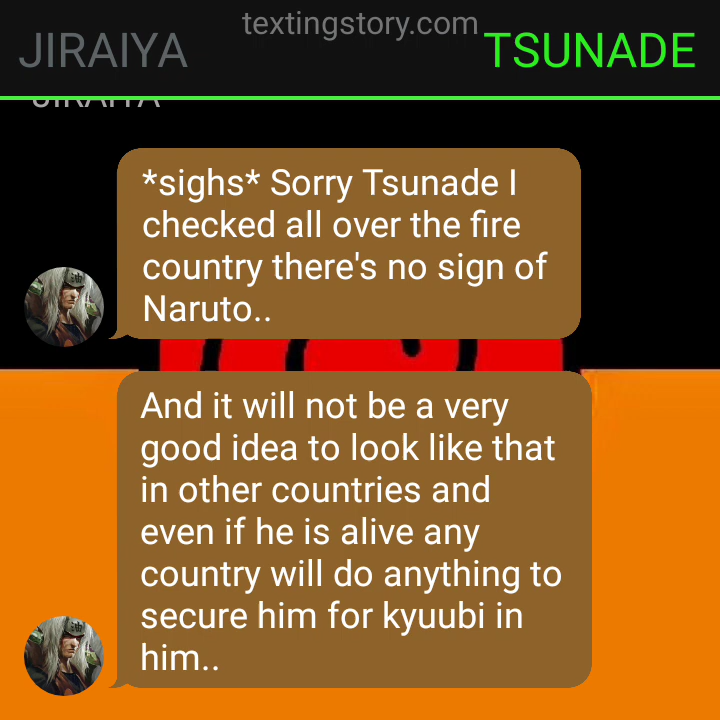 textingstory.com
JIRAIYA
TSUNADE
JIRAIYA
*sighs* Sorry Tsunade I
checked all over the fire
country there's no sign of
Naruto..
And it will not be a very
good idea to look like that
in other countries and
even if he is alive any
country will do anything to
secure him for kyuubi in
him..